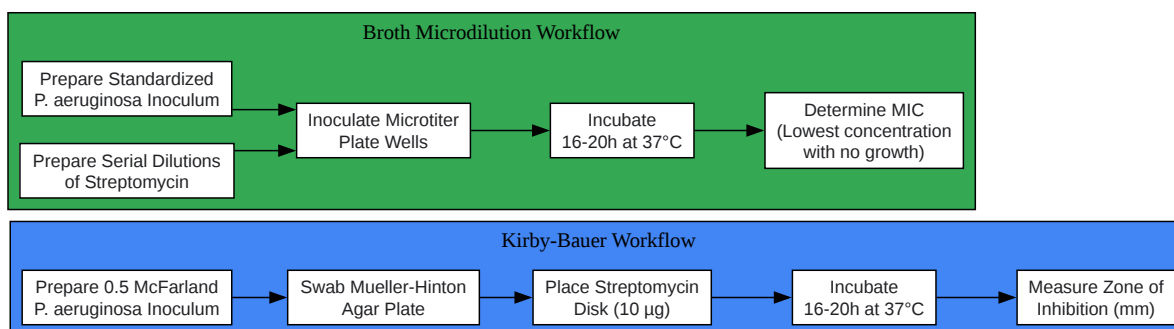 Broth Microdilution Workflow
Prepare Standardized
P. aeruginosa Inoculum
Prepare Serial Dilutions
of Streptomycin
Inoculate Microtiter
Plate Wells
Incubate
16-20h at 37°C
Determine MIC
(Lowest concentration
with no growth)
Kirby-Bauer Workflow
Prepare 0.5 McFarland
P. aeruginosa Inoculum
Swab Mueller-Hinton
Agar Plate
Place Streptomycin
Disk (10 µg)
Incubate
16-20h at 37°C
Measure Zone of
Inhibition (mm)